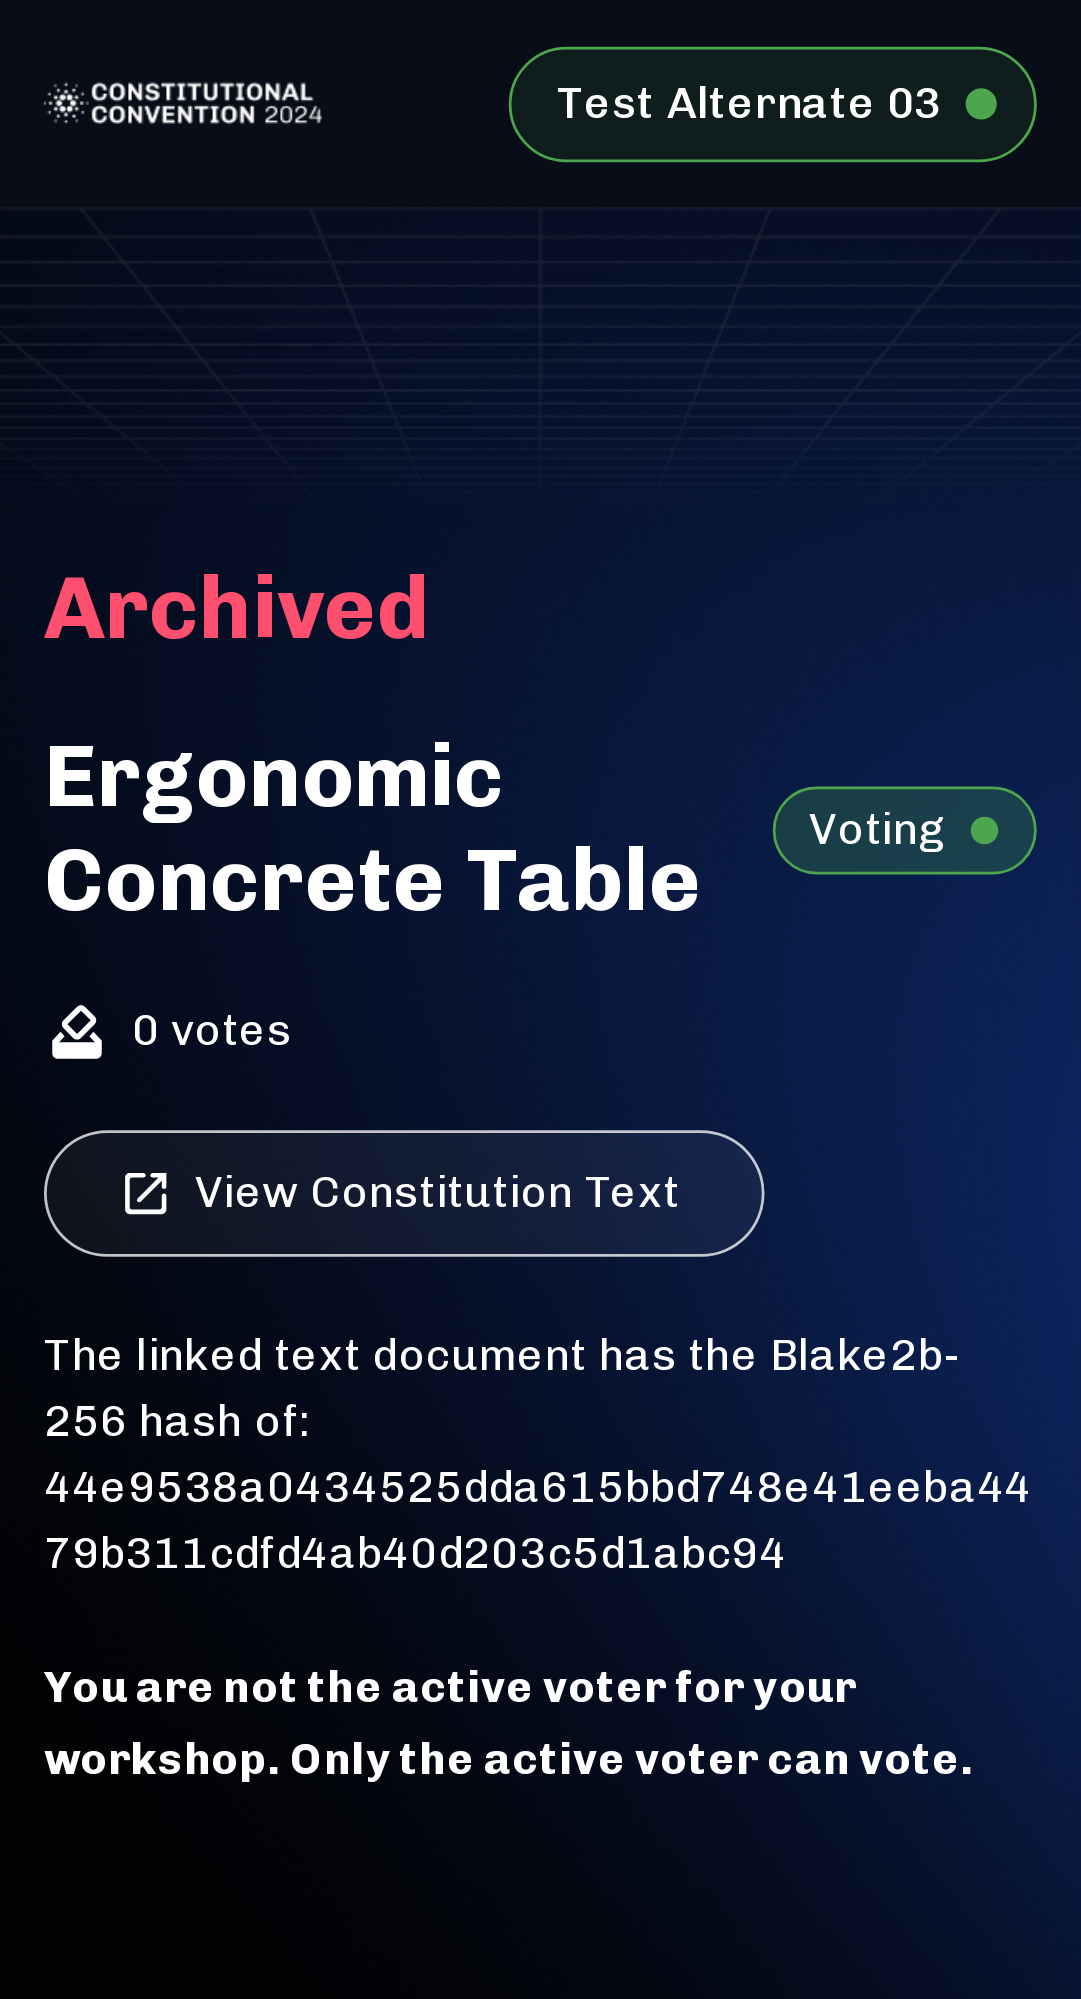 CONSTITUTIONAL
CONVENTION 2024
Test Alternate 03
Archived
Ergonomic
Concrete Table
Voting
0 votes
View Constitution Text
The linked text document has the Blake2b-
256 hash of:
44e9538a0434525dda615bbd748e41eeba44
79b311cdfd4ab40d203c5d1abc94
You are not the active voter for your
workshop. Only the active voter can vote.